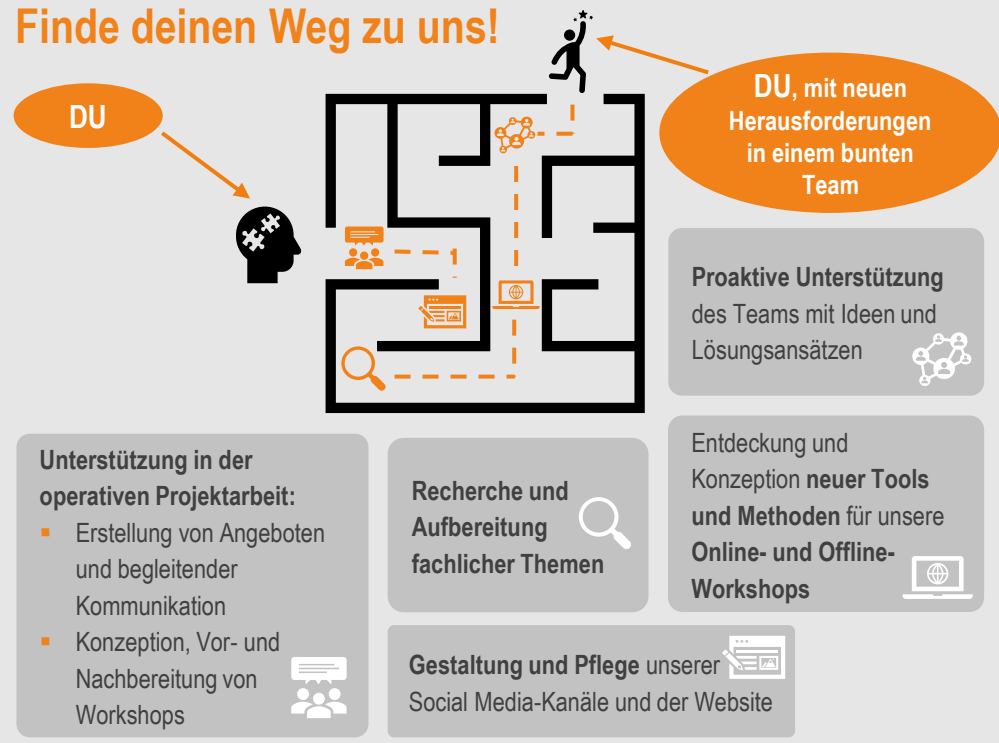 Finde deinen Weg zu uns!
DU
DU, mit neuen
Herausforderungen
in einem bunten
Team
Proaktive Unterstützung
des Teams mit Ideen und
Lösungsansätzen
Unterstützung in der
operativen Projektarbeit:
▪ Erstellung von Angeboten
und begleitender
Kommunikation
▪ Konzeption, Vor- und
Nachbereitung von
Workshops
Recherche und
Aufbereitung
fachlicher Themen
Entdeckung und
Konzeption neuer Tools
und Methoden für unsere
Online- und Offline-
Workshops
Gestaltung und Pflege unserer
Social Media-Kanäle und der Website